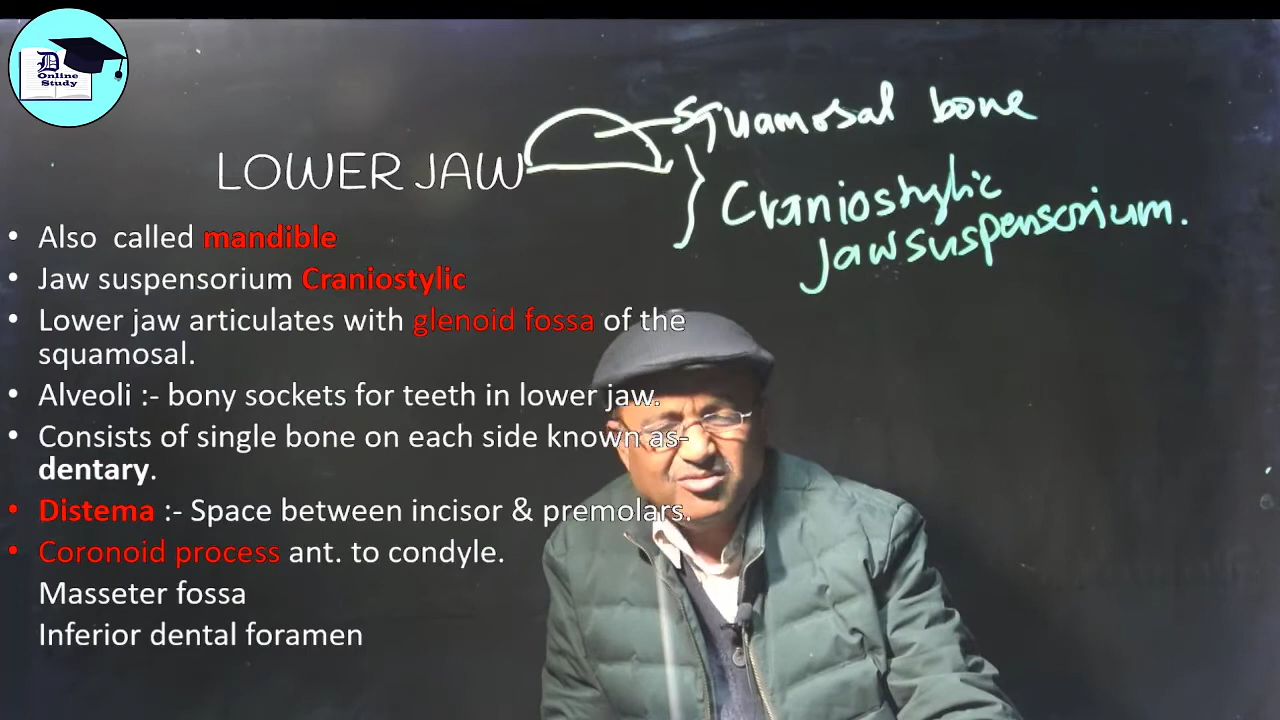 D
Online
Study
squamosal bone
LOWER JAW
Craniostylic
Jaw suspensorium.
• Also called mandible
• Jaw suspensorium Craniostylic
• Lower jaw articulates with glenoid fossa of the
squamosal.
• Alveoli :- bony sockets for teeth in lower jaw.
• Consists of single bone on each side known as-
dentary.
• Distema :- Space between incisor & premolars.
• Coronoid process ant. to condyle.
Masseter fossa
Inferior dental foramen